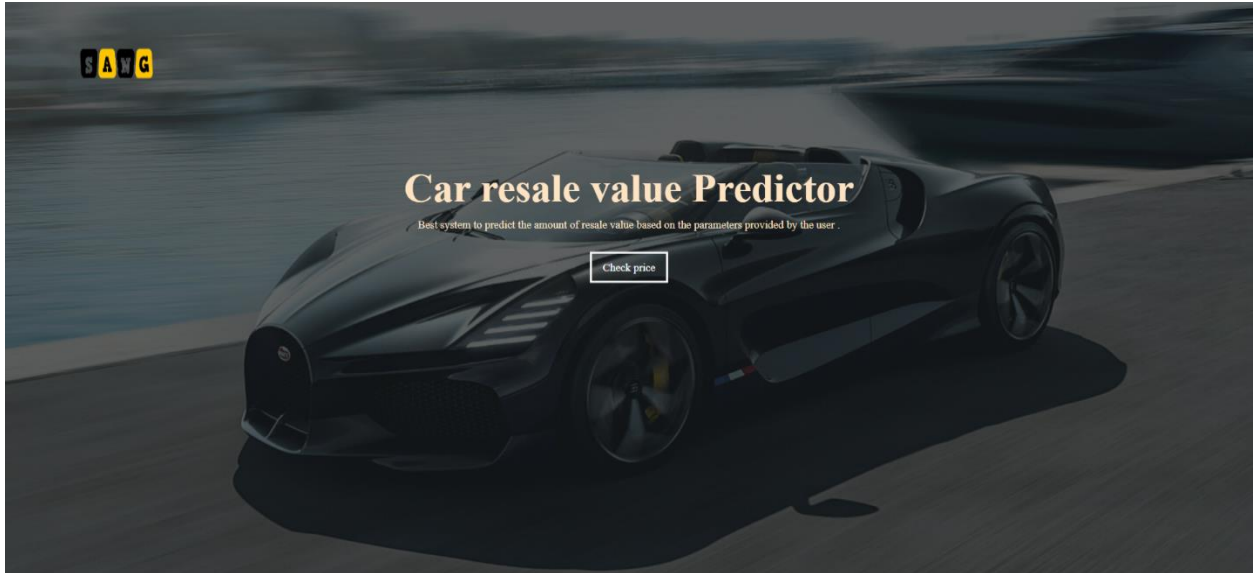 SANG
Car resale value Predictor
Best system to predict the amount of resale value based on the parameters provided by the user .
Check price